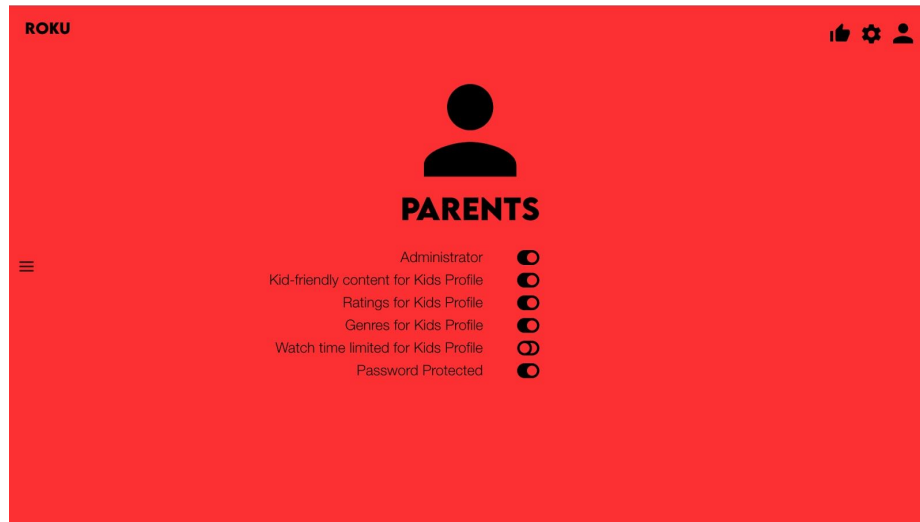 ROKU
PARENTS
Administrator
Kid-friendly content for Kids Profile
Ratings for Kids Profile
Genres for Kids Profile
Watch time limited for Kids Profile
Password Protected